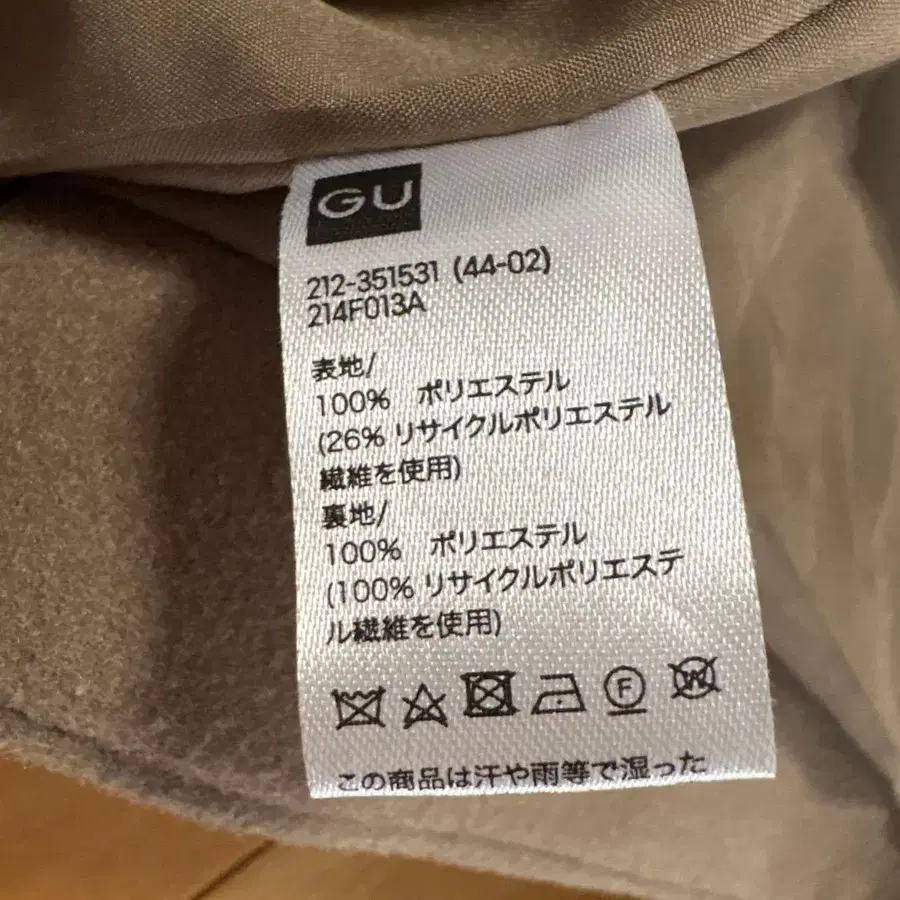 GU
212-351531 (44-02)
214F013A
表地/
100% ポリエステル
(26% リサイクルポリエステル
繊維を使用)
裏地/
100% ポリエステル
(100% リサイクルポリエステ
ル繊維を使用)
F W
この商品は汗や雨等で湿った